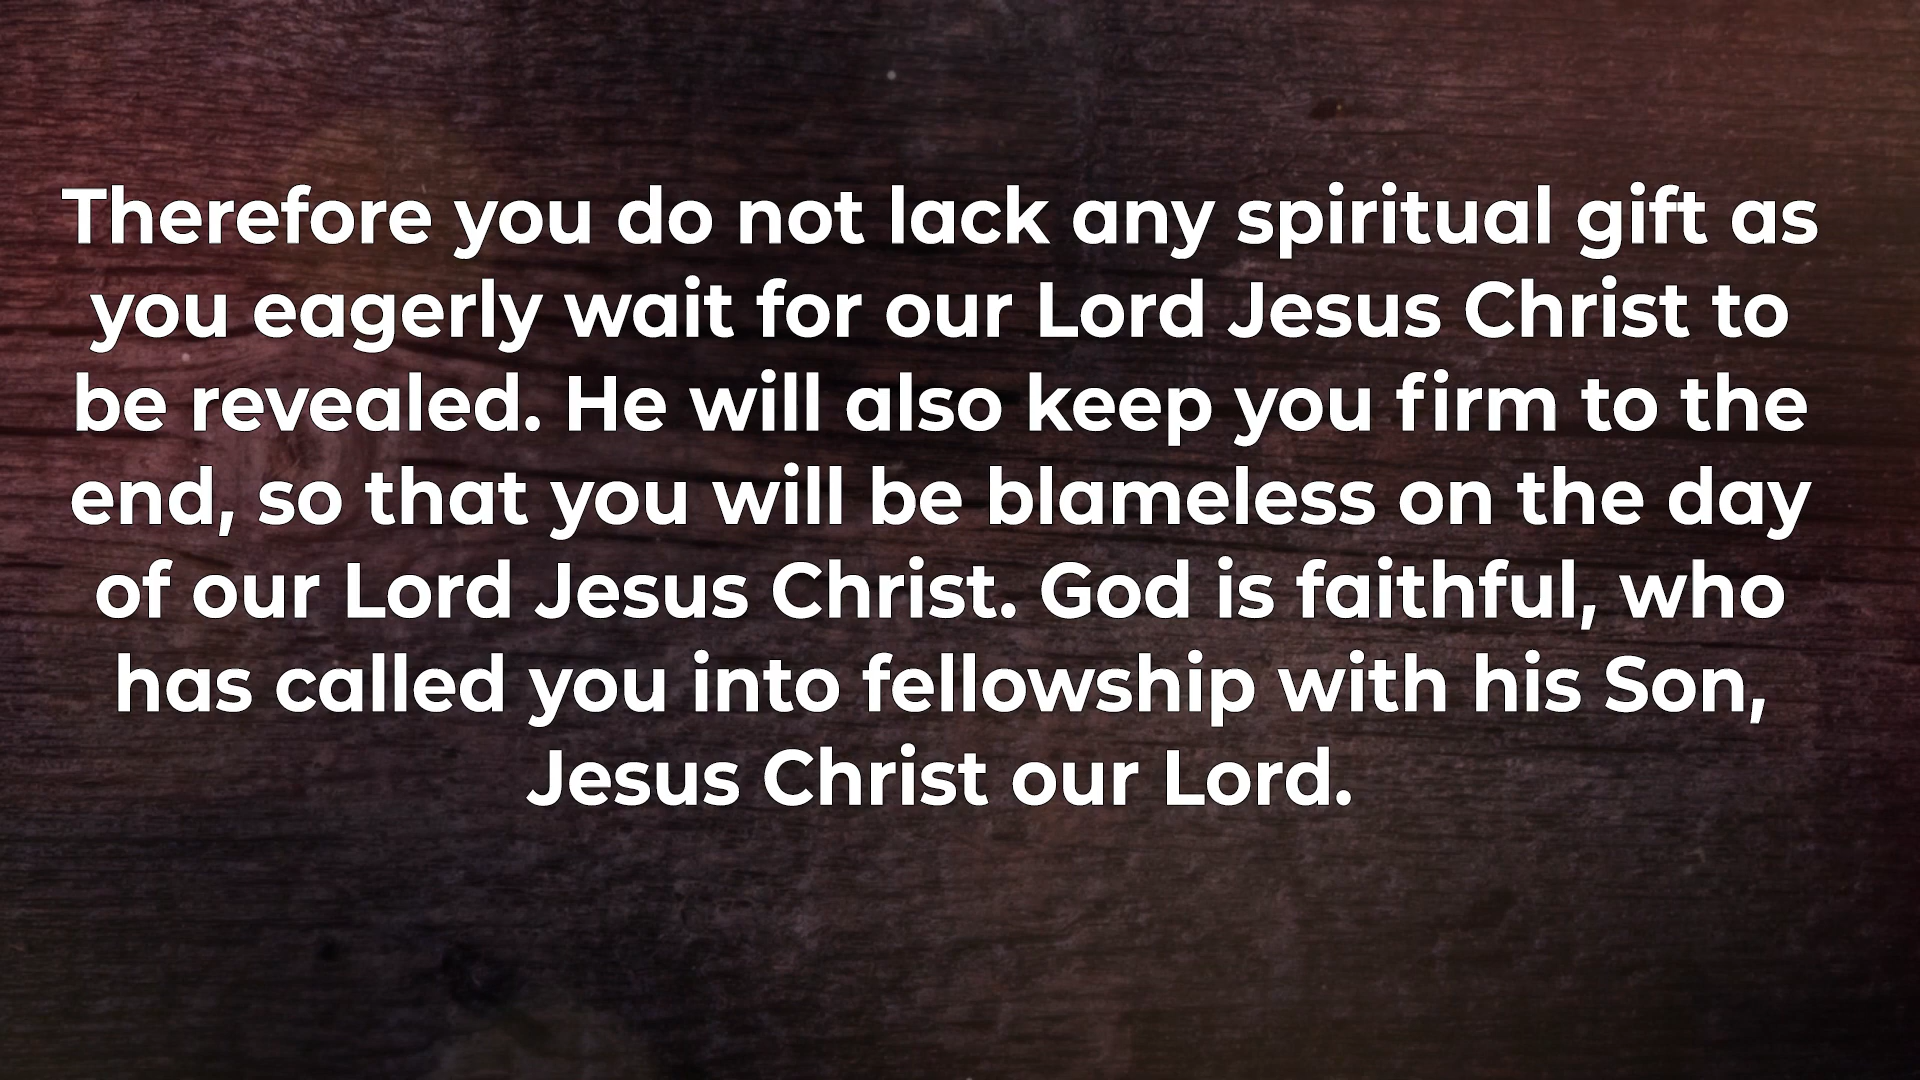 Therefore you do not lack any spiritual gift as
you eagerly wait for our Lord Jesus Christ to
be revealed. He will also keep you firm to the
end, so that you will be blameless on the day
of our Lord Jesus Christ. God is faithful, who
has called you into fellowship with his Son,
Jesus Christ our Lord.